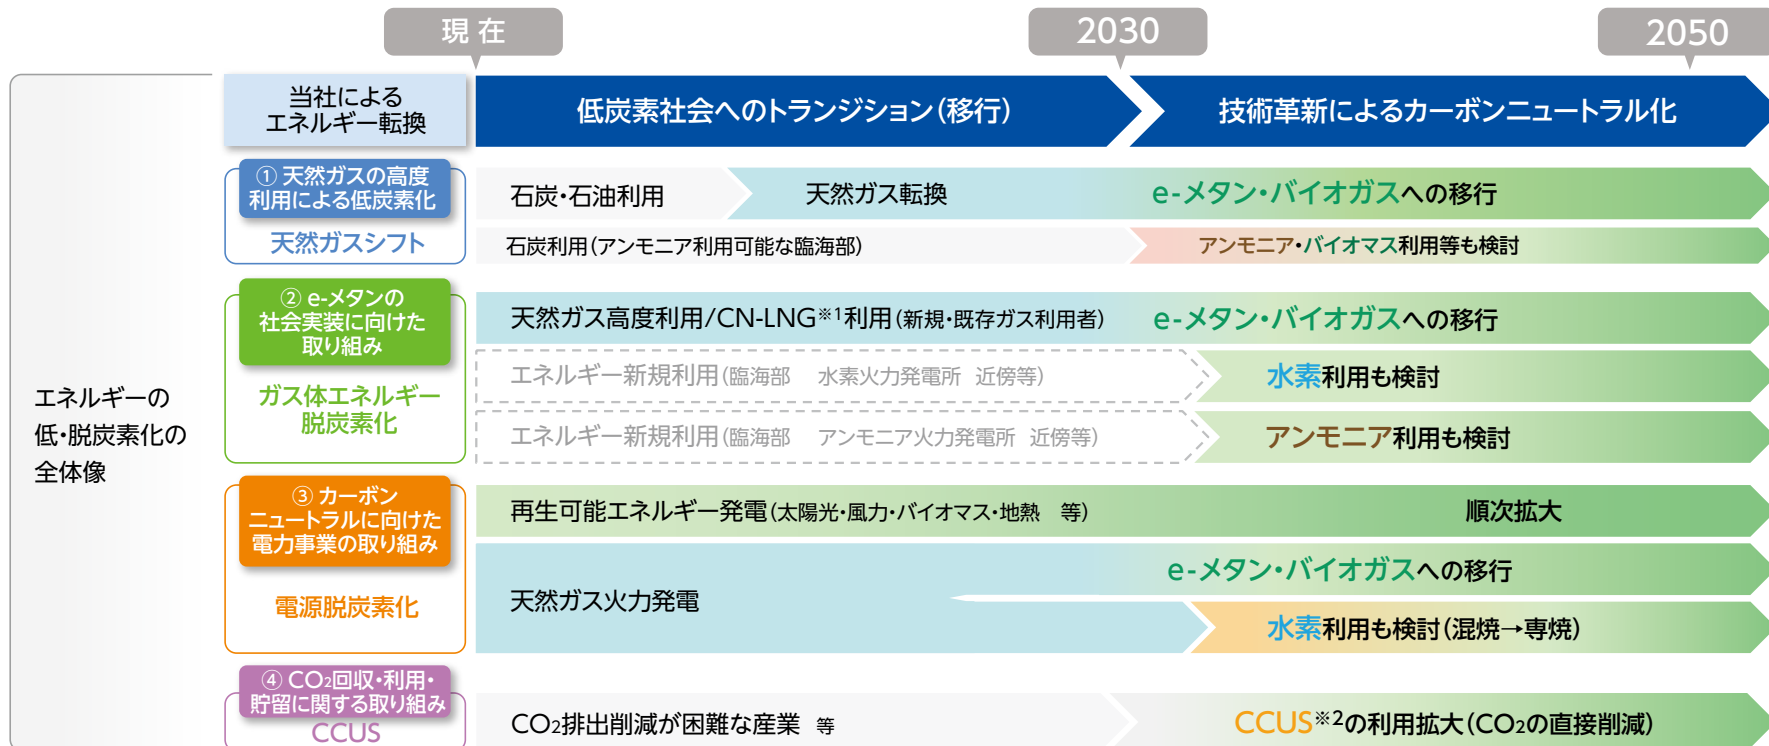 現在
2030
2050
当社による
エネルギー転換
低炭素社会へのトランジション(移行)
技術革新によるカーボンニュートラル化
エネルギーの
低・脱炭素化の
全体像
① 天然ガスの高度
利用による低炭素化
天然ガスシフト
石炭・石油利用
天然ガス転換
e-メタン・バイオガスへの移行
石炭利用(アンモニア利用可能な臨海部)
アンモニア・バイオマス利用等も検討
② e-メタンの
社会実装に向けた
取り組み
ガス体エネルギー
脱炭素化
天然ガス高度利用/CN-LNG※1利用(新規・既存ガス利用者)
e-メタン・バイオガスへの移行
エネルギー新規利用(臨海部 水素火力発電所 近傍等)
水素利用も検討
エネルギー新規利用(臨海部 アンモニア火力発電所 近傍等)
アンモニア利用も検討
③ カーボン
ニュートラルに向けた
電力事業の取り組み
電源脱炭素化
再生可能エネルギー発電(太陽光・風力・バイオマス・地熱 等)
順次拡大
天然ガス火力発電
e-メタン・バイオガスへの移行
水素利用も検討(混焼→専焼)
④ CO2回収・利用・
貯留に関する取り組み
CCUS
CO2排出削減が困難な産業 等
CCUS※2の利用拡大(CO2の直接削減)